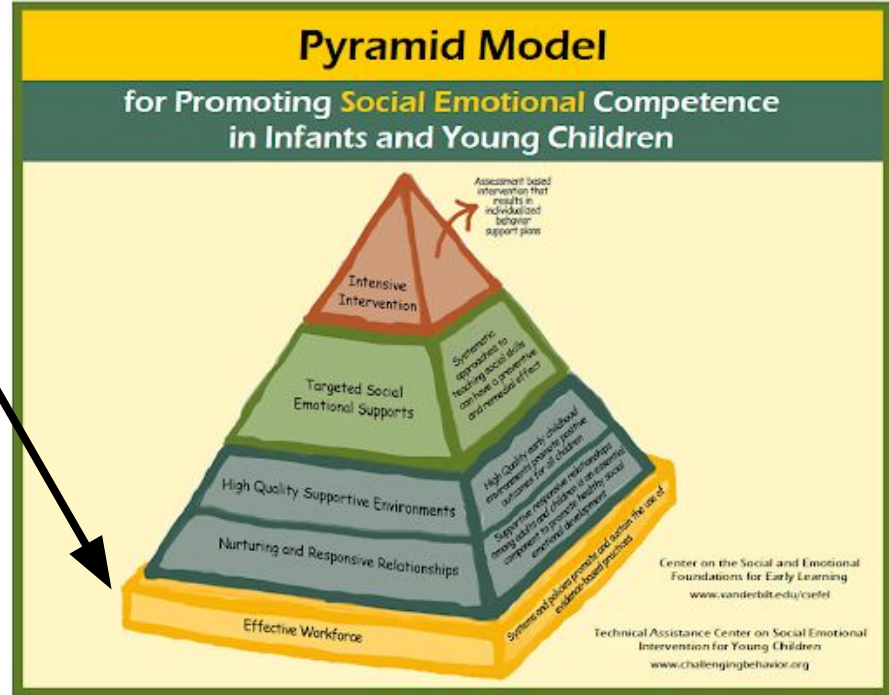 Pyramid Model
for Promoting Social Emotional Competence
in Infants and Young Children
Assessment based
intervention that
results in
individualized
behavior
support plans
Intensive
Intervention
Systematic
approaches to
teaching social skills
can have a preventive
and remedial effect
Targeted Social
Emotional Supports
High Quality early childhood
environments promote positive
outcomes for all children
High Quality Supportive Environments
Supportive responsive relationships
among adults and children is an essential
component to promote healthy social
emotional development
Nurturing and Responsive Relationships
Systems and policies promote and sustain the use of
evidence-based practices
Effective Workforce
Center on the Social and Emotional
Foundations for Early Learning
www.vanderbilt.edu/csefel
Technical Assistance Center on Social Emotional
Intervention for Young Children
www.challengingbehavior.org